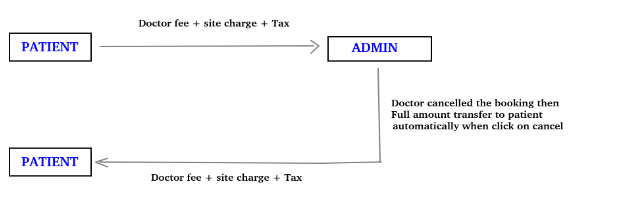 Doctor fee + site charge + Tax
PATIENT
ADMIN
Doctor cancelled the booking then
Full amount transfer to patient
automatically when click on cancel
PATIENT
Doctor fee + site charge + Tax